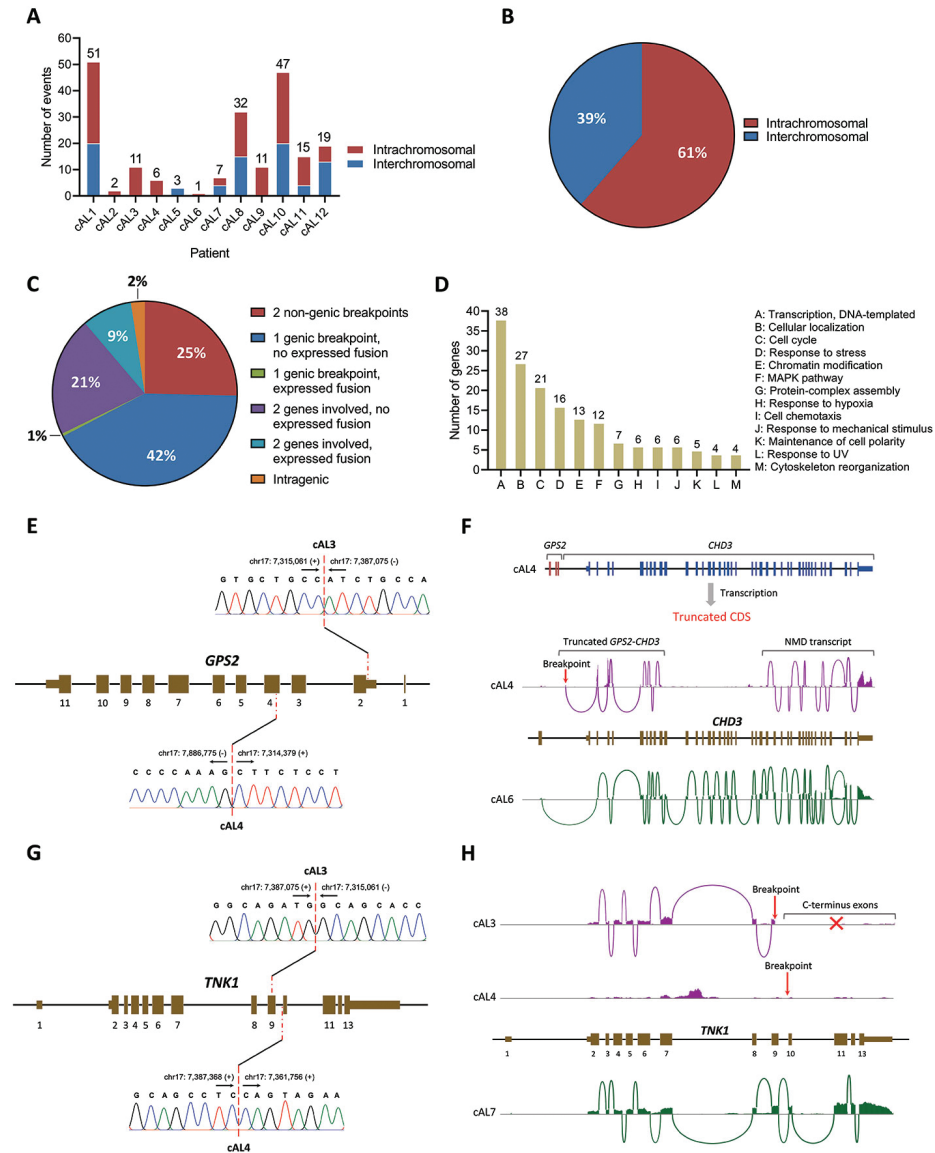 A
60
50
40
30
20
10
0
Number of events
51
2
11
6
3
1
7
32
11
47
15
19
cAL1
cAL2
cAL3
cAL4
cAL5
cAL6
cAL7
cAL8
cAL9
cAL10
cAL11
cAL12
Patient
Intrachromosomal
Interchromosomal
B
39%
61%
Intrachromosomal
Interchromosomal
C
2%
9%
25%
21%
1%
42%
2 non-genic breakpoints
1 genic breakpoint,
no expressed fusion
1 genic breakpoint,
expressed fusion
2 genes involved, no
expressed fusion
2 genes involved,
expressed fusion
Intragenic
D
40
35
30
25
20
15
10
5
0
Number of genes
38
27
21
16
13
12
7
6
6
6
5
4
4
A B C D E F G H I J K L M
A: Transcription, DNA-templated
B: Cellular localization
C: Cell cycle
D: Response to stress
E: Chromatin modification
F: MAPK pathway
G: Protein-complex assembly
H: Response to hypoxia
I: Cell chemotaxis
J: Response to mechanical stimulus
K: Maintenance of cell polarity
L: Response to UV
M: Cytoskeleton reorganization
E
cAL3
chr17: 7,315,061 (+) chr17: 7,387,075 (-)
G T G C T G C C A T C T G C C A
GPS2
11 10 9 8 7 6 5 4 3 2 1
chr17: 7,886,775 (-) chr17: 7,314,379 (+)
C C C C A A A G C T T C T C C T
cAL4
F
GPS2 CHD3
cAL4
Transcription
Truncated CDS
Truncated GPS2-CHD3 NMD transcript
Breakpoint
cAL4
CHD3
cAL6
G
cAL3
chr17: 7,387,075 (+) chr17: 7,315,061 (-)
G G C A G A T G G C A G C A C C
TNK1
1 2 3 4 5 6 7 8 9 11 13
chr17: 7,387,368 (+) chr17: 7,361,756 (+)
G C A G C C T C C A G T A G A A
cAL4
H
Breakpoint
C-terminus exons
cAL3
Breakpoint
cAL4
TNK1
1 2 3 4 5 6 7 8 9 10 11 13
cAL7